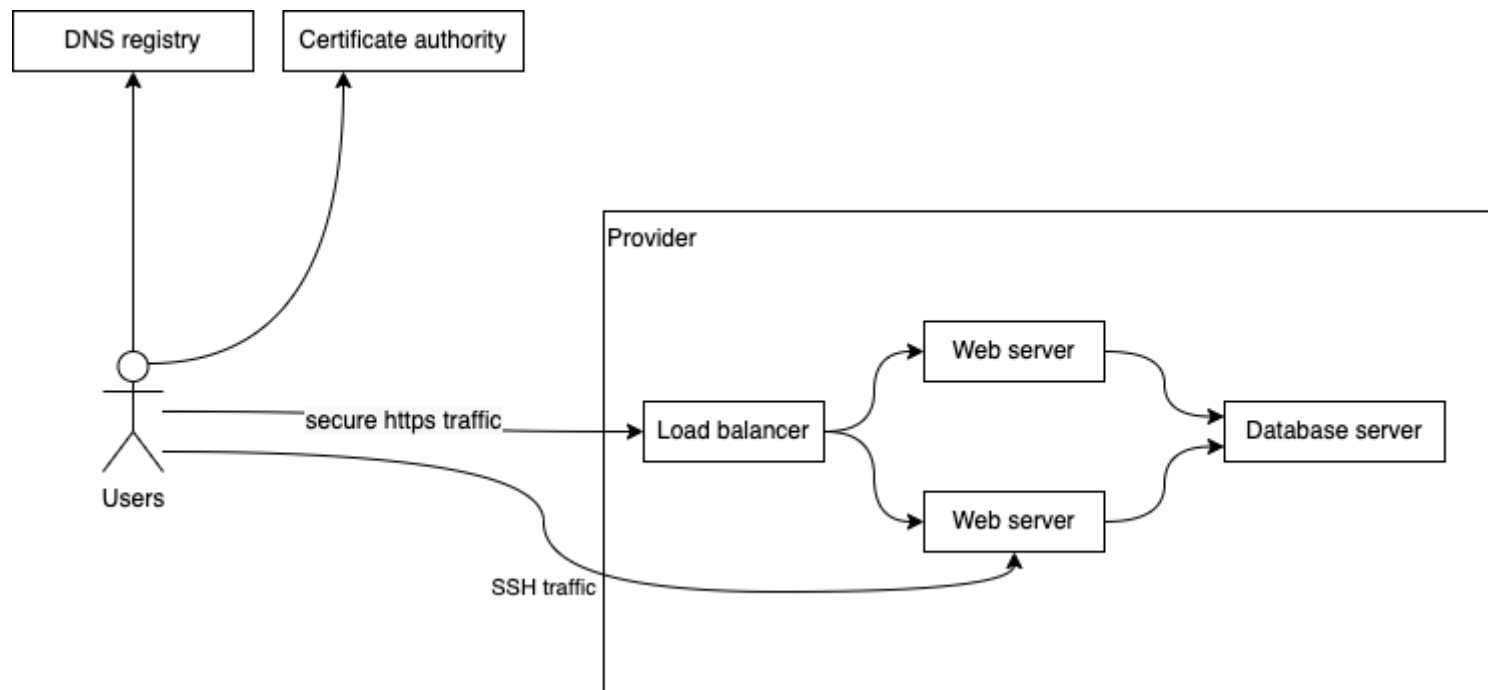 DNS registry
Certificate authority
Provider
Web server
secure https traffic
Load balancer
Database server
Users
Web server
SSH traffic